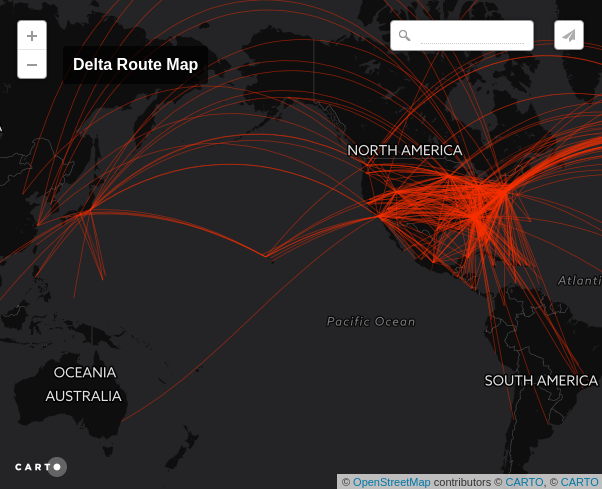 +
−
Delta Route Map
NORTH AMERICA
Atlanti
Pacific Ocean
OCEANIA
AUSTRALIA
SOUTH AMERICA
CARTO
© OpenStreetMap contributors © CARTO, © CARTO